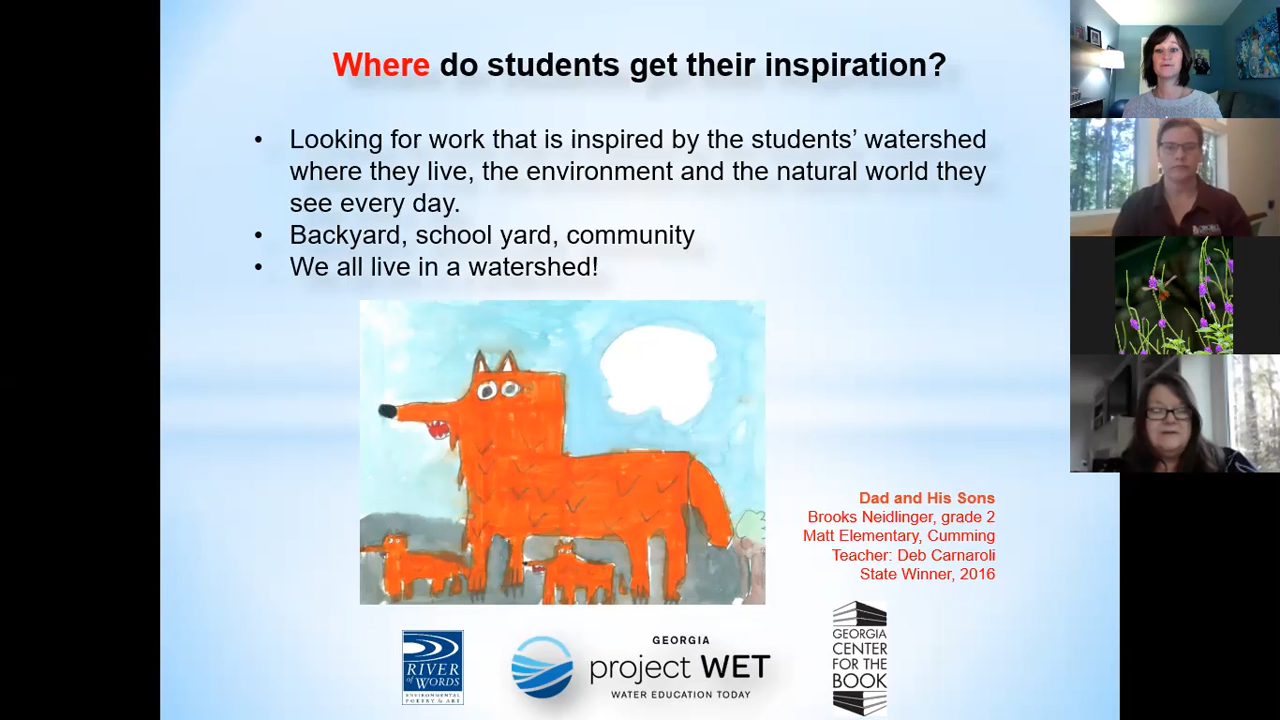 Where do students get their inspiration?
• Looking for work that is inspired by the students’ watershed
where they live, the environment and the natural world they
see every day.
• Backyard, school yard, community
• We all live in a watershed!
Dad and His Sons
Brooks Neidlinger, grade 2
Matt Elementary, Cumming
Teacher: Deb Carnaroli
State Winner, 2016
RIVER
of WORDS
ENVIRONMENTAL
POETRY & ART
GEORGIA
project WET
WATER EDUCATION TODAY
GEORGIA
CENTER
FOR THE
BOOK